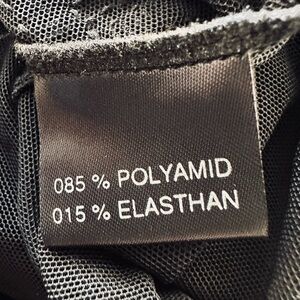 085 % POLYAMID
015 % ELASTHAN